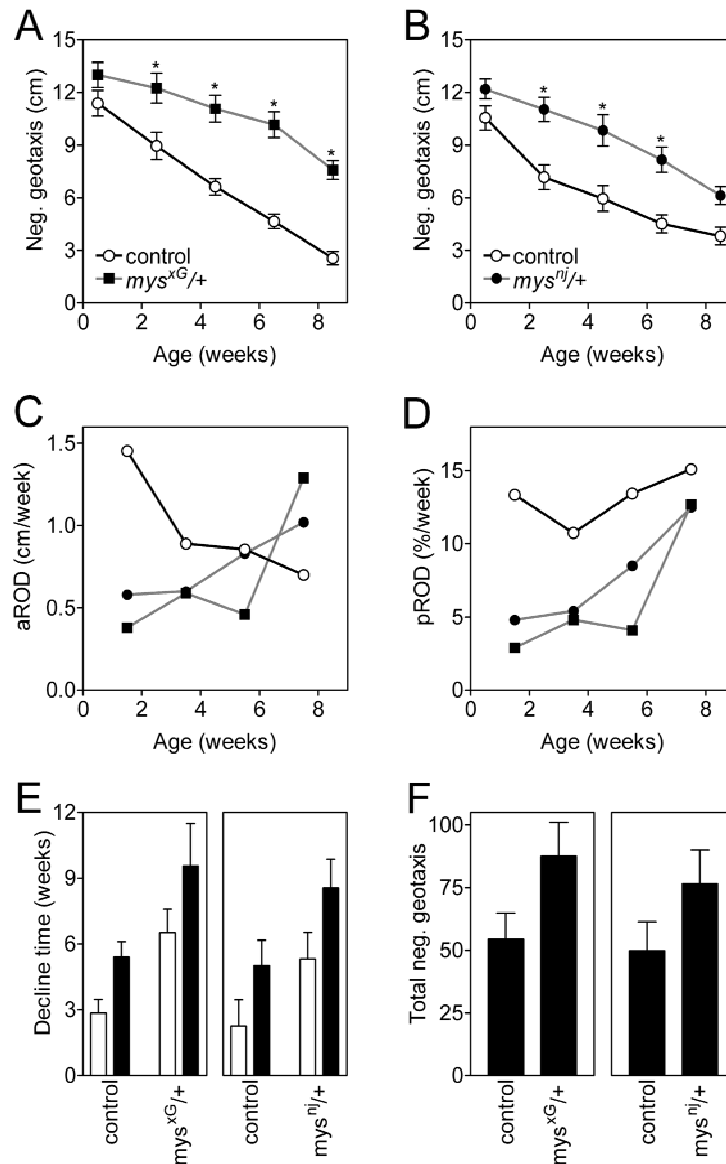 A
15
12
9
6
3
0
Neg. geotaxis (cm)
* * * *
control
mys^xG/+
0 2 4 6 8
Age (weeks)
B
15
12
9
6
3
0
Neg. geotaxis (cm)
* * *
control
mys^nj/+
0 2 4 6 8
Age (weeks)
C
1.5
1.0
0.5
0.0
aROD (cm/week)
0 2 4 6 8
Age (weeks)
D
15
10
5
0
pROD (%/week)
0 2 4 6 8
Age (weeks)
E
12
9
6
3
0
Decline time (weeks)
control
mys^xG/+
control
mys^nj/+
F
100
75
50
25
0
Total neg. geotaxis
control
mys^xG/+
control
mys^nj/+